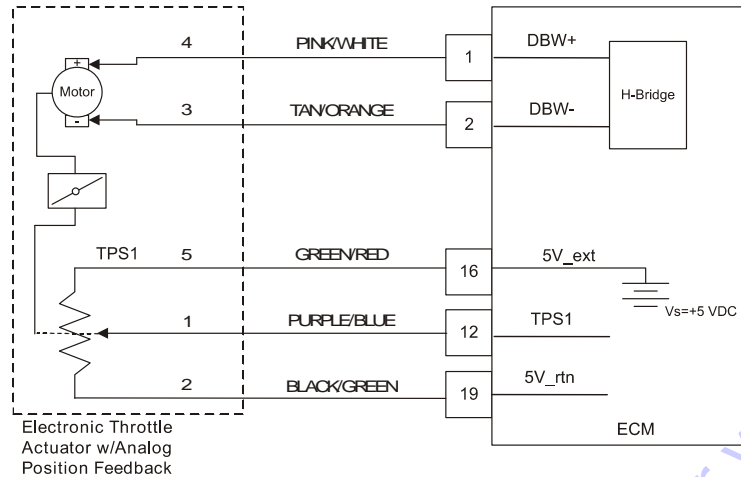 4 PINK/WHITE 1 DBW+
+
Motor
-
H-Bridge
3 TAN/ORANGE 2 DBW-
TPS1 5 GREEN/RED 16 5V_ext
Vs=+5 VDC
1 PURPLE/BLUE 12 TPS1
2 BLACK/GREEN 19 5V_rtn
ECM
Electronic Throttle
Actuator w/Analog
Position Feedback